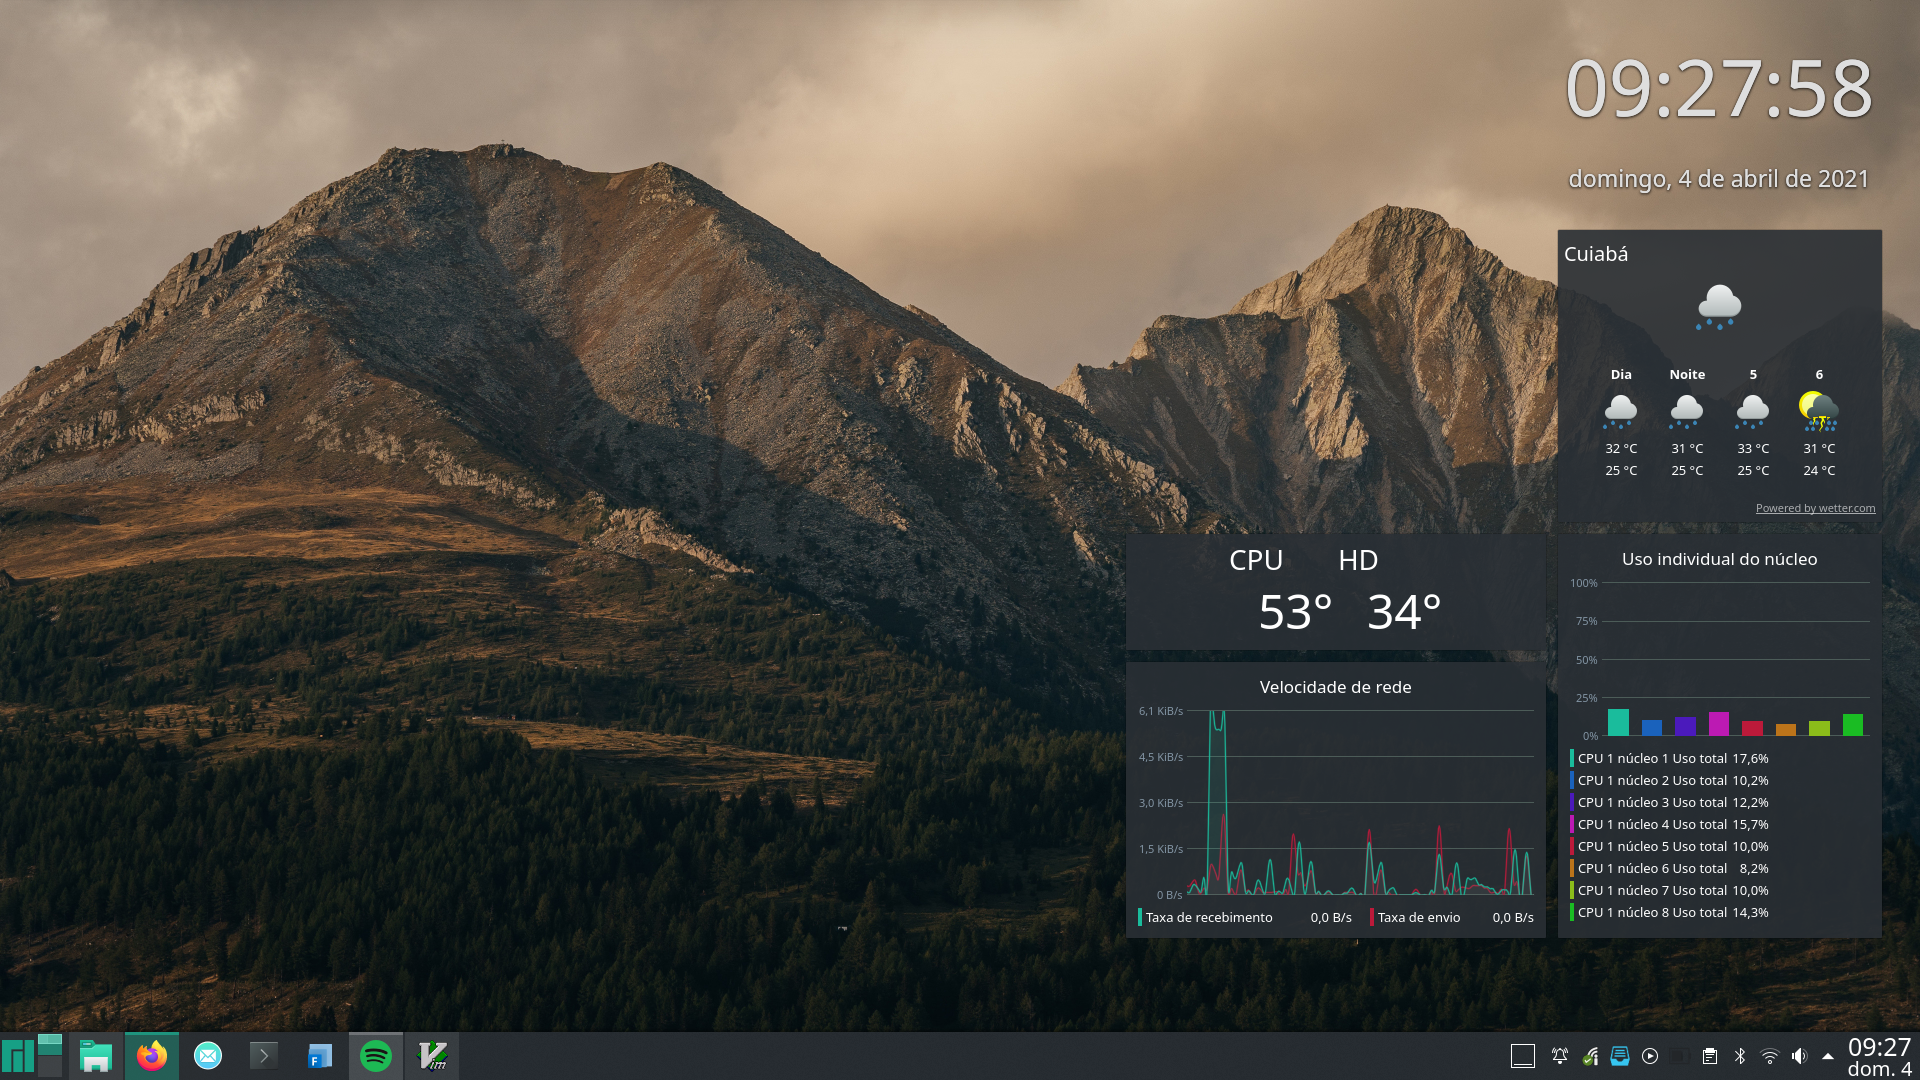 09:27:58
domingo, 4 de abril de 2021
Cuiabá
Dia Noite 5 6
32 °C 31 °C 33 °C 31 °C
25 °C 25 °C 25 °C 24 °C
Powered by wetter.com
CPU HD
53° 34°
Velocidade de rede
6,1 KiB/s
4,5 KiB/s
3,0 KiB/s
1,5 KiB/s
0 B/s
Taxa de recebimento 0,0 B/s Taxa de envio 0,0 B/s
Uso individual do núcleo
100%
75%
50%
25%
0%
CPU 1 núcleo 1 Uso total 17,6%
CPU 1 núcleo 2 Uso total 10,2%
CPU 1 núcleo 3 Uso total 12,2%
CPU 1 núcleo 4 Uso total 15,7%
CPU 1 núcleo 5 Uso total 10,0%
CPU 1 núcleo 6 Uso total 8,2%
CPU 1 núcleo 7 Uso total 10,0%
CPU 1 núcleo 8 Uso total 14,3%
F
Vim
09:27
dom. 4